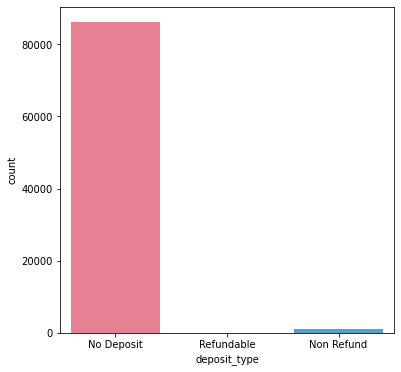 80000
60000
40000
20000
0
count
No Deposit Refundable Non Refund
deposit_type